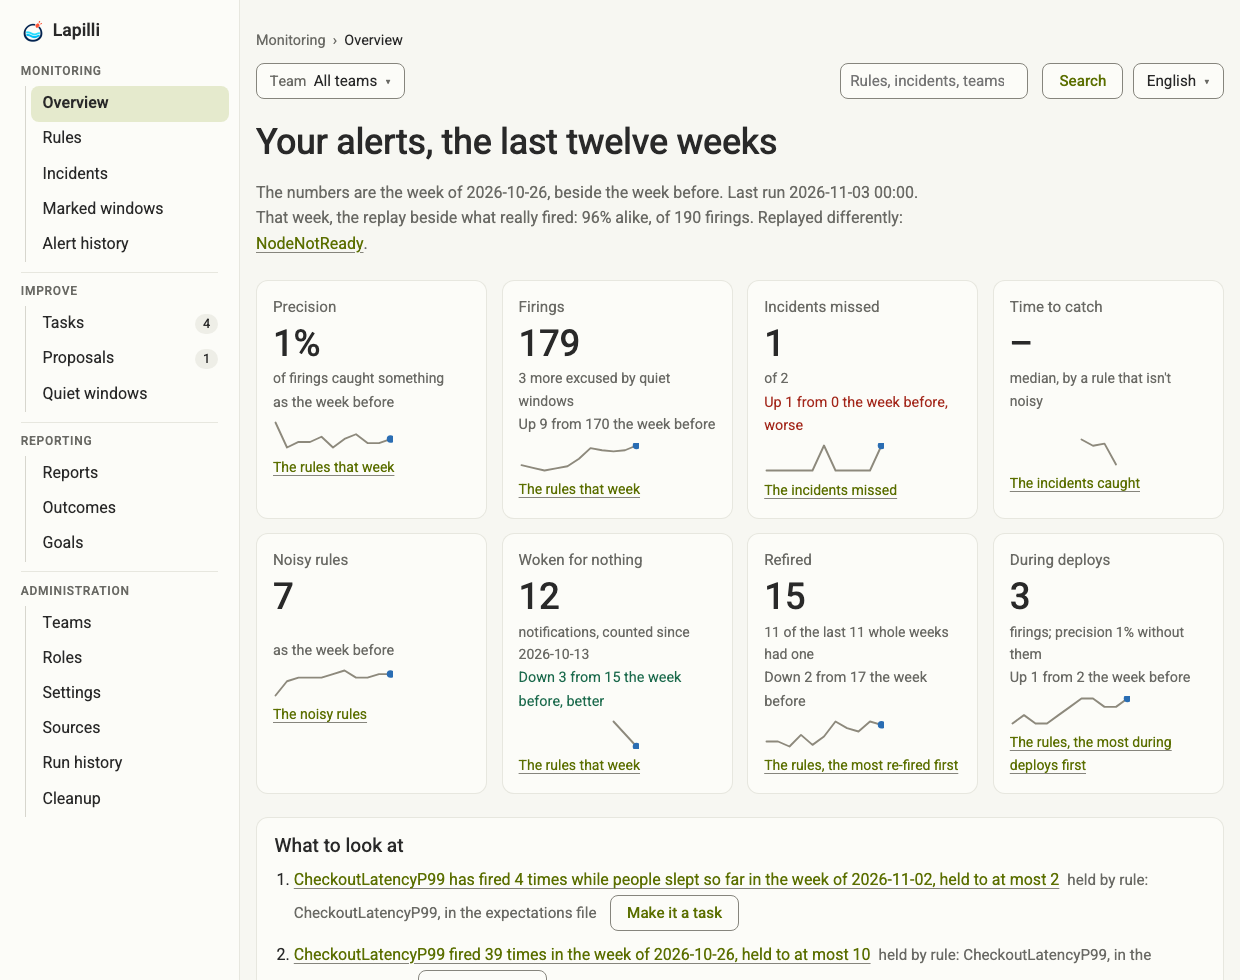 Lapilli
MONITORING
Overview
Rules
Incidents
Marked windows
Alert history
IMPROVE
Tasks 4
Proposals 1
Quiet windows
REPORTING
Reports
Outcomes
Goals
ADMINISTRATION
Teams
Roles
Settings
Sources
Run history
Cleanup
Monitoring › Overview
Team All teams ▾
Rules, incidents, teams
Search
English ▾
Your alerts, the last twelve weeks
The numbers are the week of 2026-10-26, beside the week before. Last run 2026-11-03 00:00.
That week, the replay beside what really fired: 96% alike, of 190 firings. Replayed differently:
NodeNotReady.
Precision
1%
of firings caught something
as the week before
The rules that week
Firings
179
3 more excused by quiet
windows
Up 9 from 170 the week before
The rules that week
Incidents missed
1
of 2
Up 1 from 0 the week before,
worse
The incidents missed
Time to catch
–
median, by a rule that isn't
noisy
The incidents caught
Noisy rules
7
as the week before
The noisy rules
Woken for nothing
12
notifications, counted since
2026-10-13
Down 3 from 15 the week
before, better
The rules that week
Refired
15
11 of the last 11 whole weeks
had one
Down 2 from 17 the week
before
The rules, the most re-fired first
During deploys
3
firings; precision 1% without
them
Up 1 from 2 the week before
The rules, the most during
deploys first
What to look at
1. CheckoutLatencyP99 has fired 4 times while people slept so far in the week of 2026-11-02, held to at most 2 held by rule:
CheckoutLatencyP99, in the expectations file Make it a task
2. CheckoutLatencyP99 fired 39 times in the week of 2026-10-26, held to at most 10 held by rule: CheckoutLatencyP99, in the